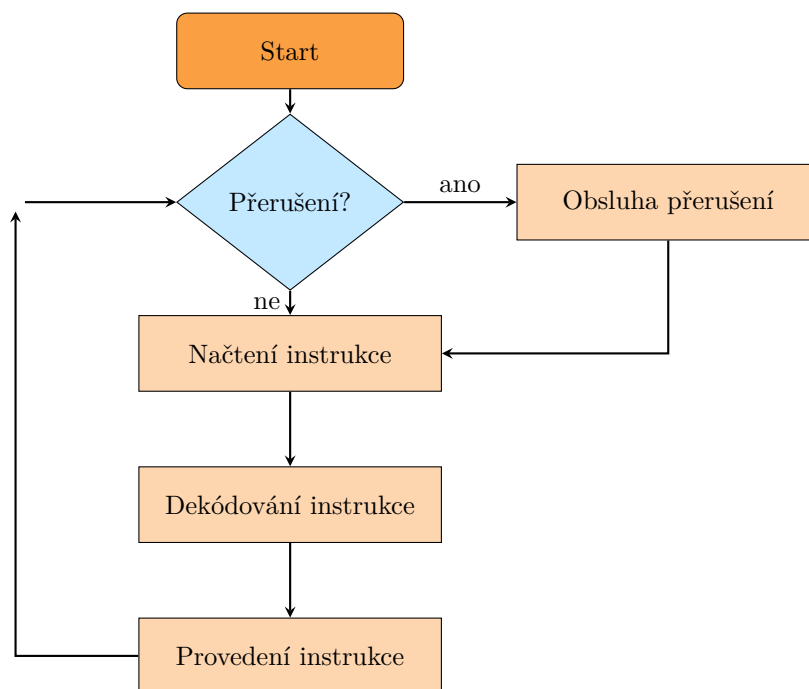 Start
Přerušení?
ano
Obsluha přerušení
ne
Načtení instrukce
Dekódování instrukce
Provedení instrukce